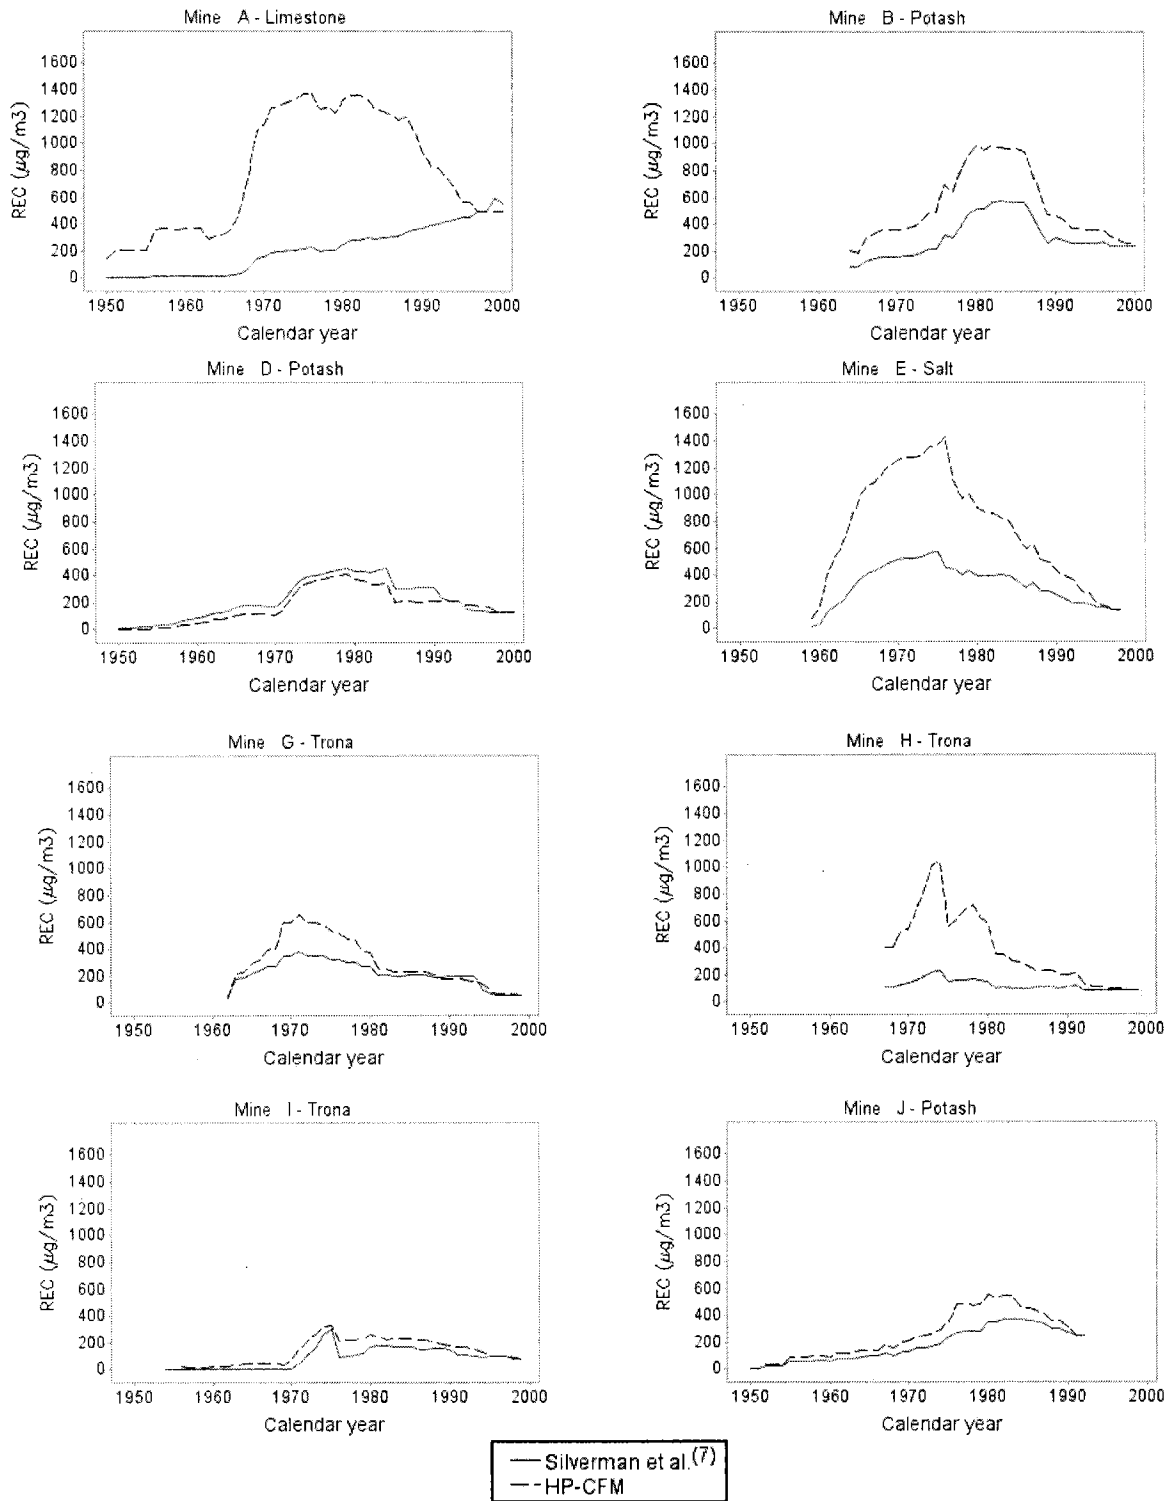 Mine A - Limestone
Mine B - Potash
REC (µg/m3)
1600
1400
1200
1000
800
600
400
200
0
1950 1960 1970 1980 1990 2000
Calendar year
REC (µg/m3)
1600
1400
1200
1000
800
600
400
200
0
1950 1960 1970 1980 1990 2000
Calendar year
Mine D - Potash
Mine E - Salt
REC (µg/m3)
1600
1400
1200
1000
800
600
400
200
0
1950 1960 1970 1980 1990 2000
Calendar year
REC (µg/m3)
1600
1400
1200
1000
800
600
400
200
0
1950 1960 1970 1980 1990 2000
Calendar year
Mine G - Trona
Mine H - Trona
REC (µg/m3)
1600
1400
1200
1000
800
600
400
200
0
1950 1960 1970 1980 1990 2000
Calendar year
REC (µg/m3)
1600
1400
1200
1000
800
600
400
200
0
1950 1960 1970 1980 1990 2000
Calendar year
Mine I - Trona
Mine J - Potash
REC (µg/m3)
1600
1400
1200
1000
800
600
400
200
0
1950 1960 1970 1980 1990 2000
Calendar year
REC (µg/m3)
1600
1400
1200
1000
800
600
400
200
0
1950 1960 1970 1980 1990 2000
Calendar year
Silverman et al.(7)
HP-CFM